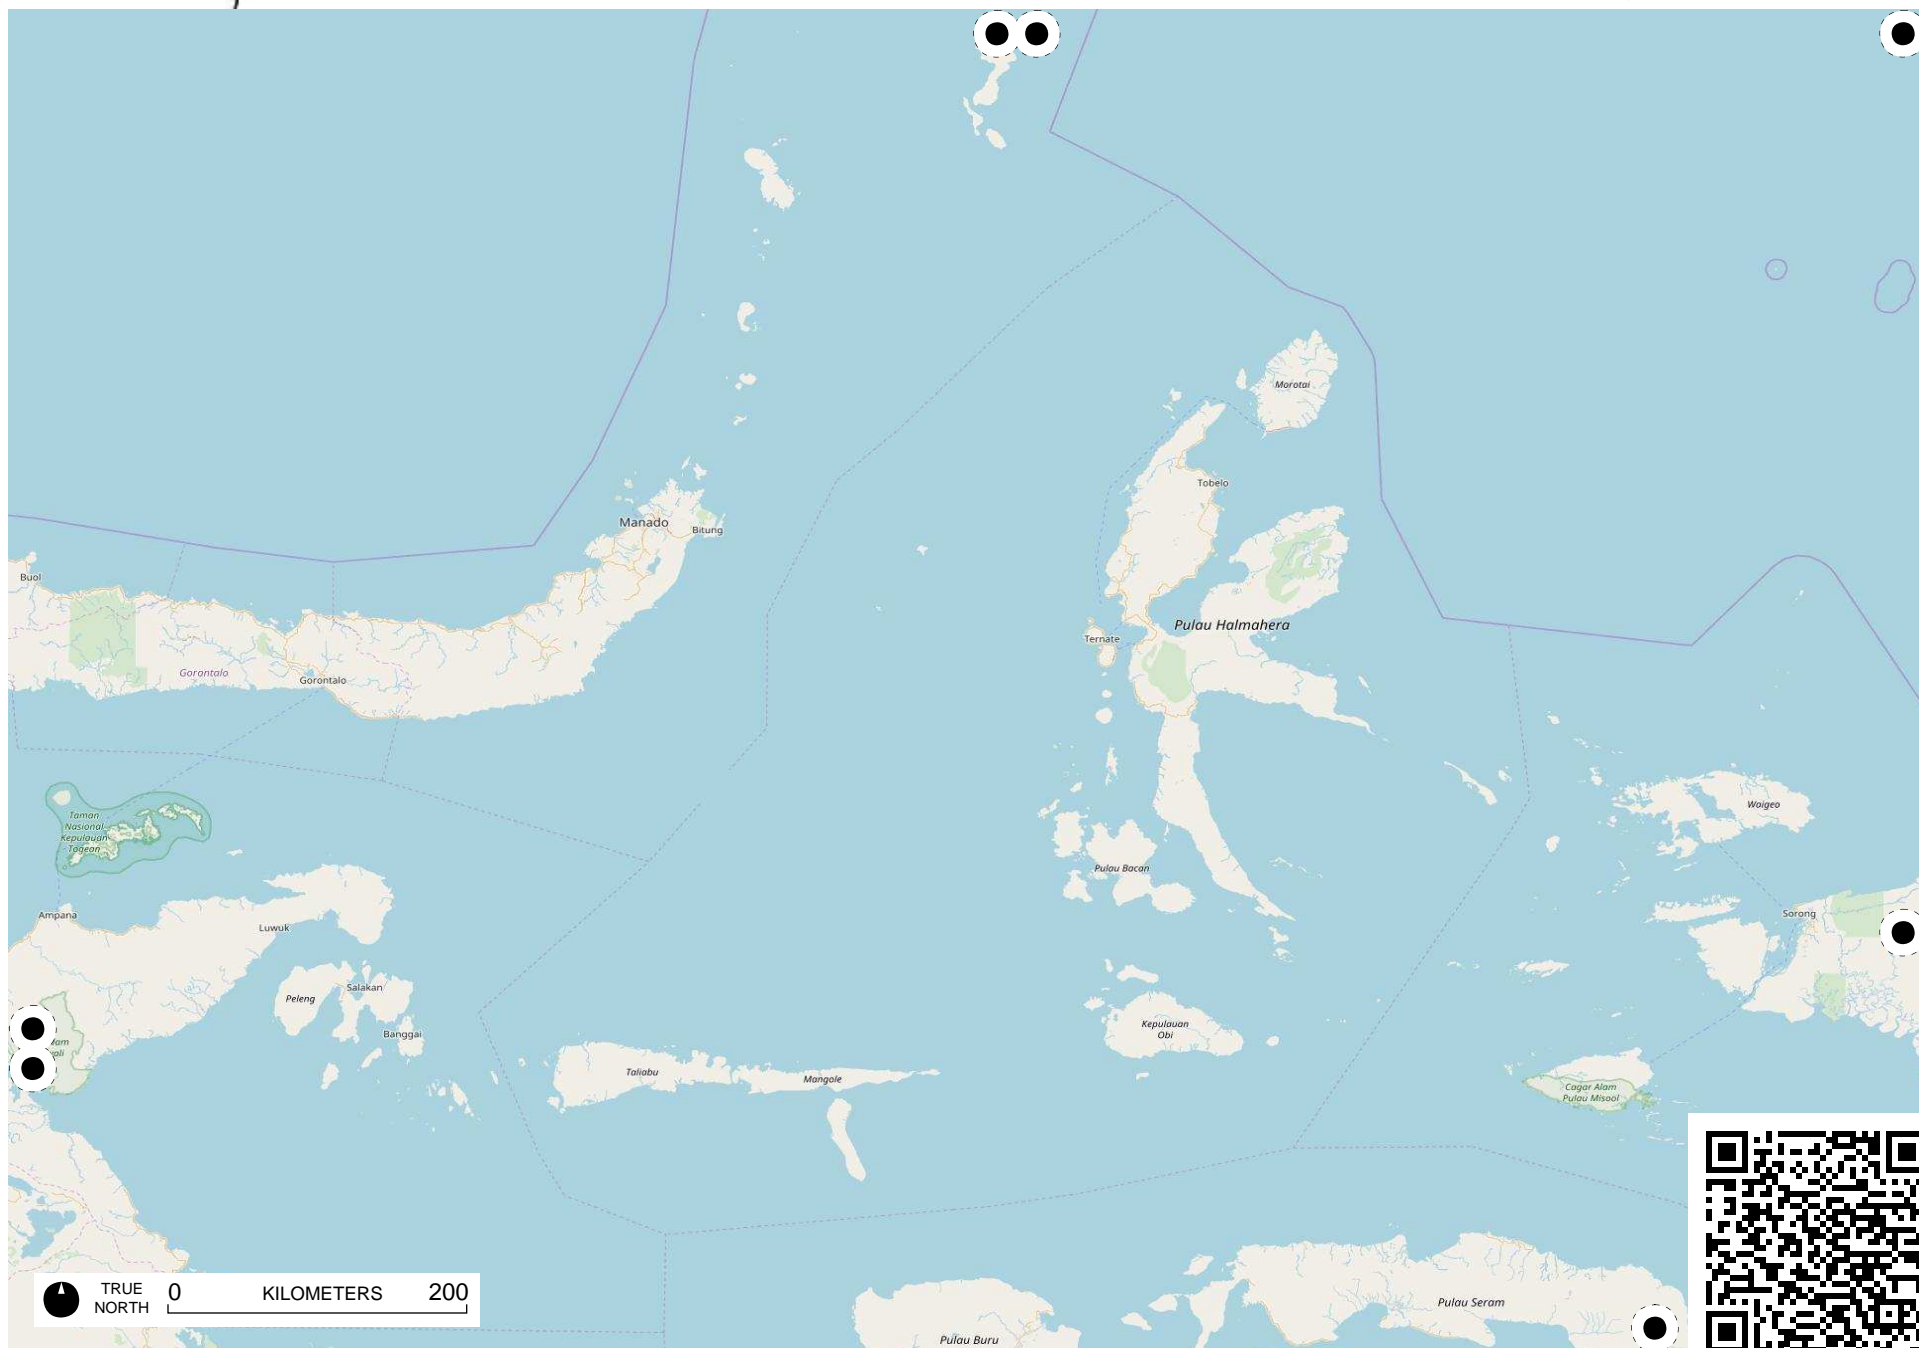 Morotai
Tobelo
Manado
Bitung
Buol
Pulau Halmahera
Ternate
Gorontalo
Gorontalo
Waigeo
Taman
Nasional
Kepulauan
Togean
Pulau Bacan
Ampana
Luwuk
Sorong
Salakan
Peleng
Banggai
Kepulauan
Obi
Taliabu
Mangole
Cagar Alam
Pulau Misool
TRUE
NORTH
0 KILOMETERS 200
Pulau Seram
Pulau Buru